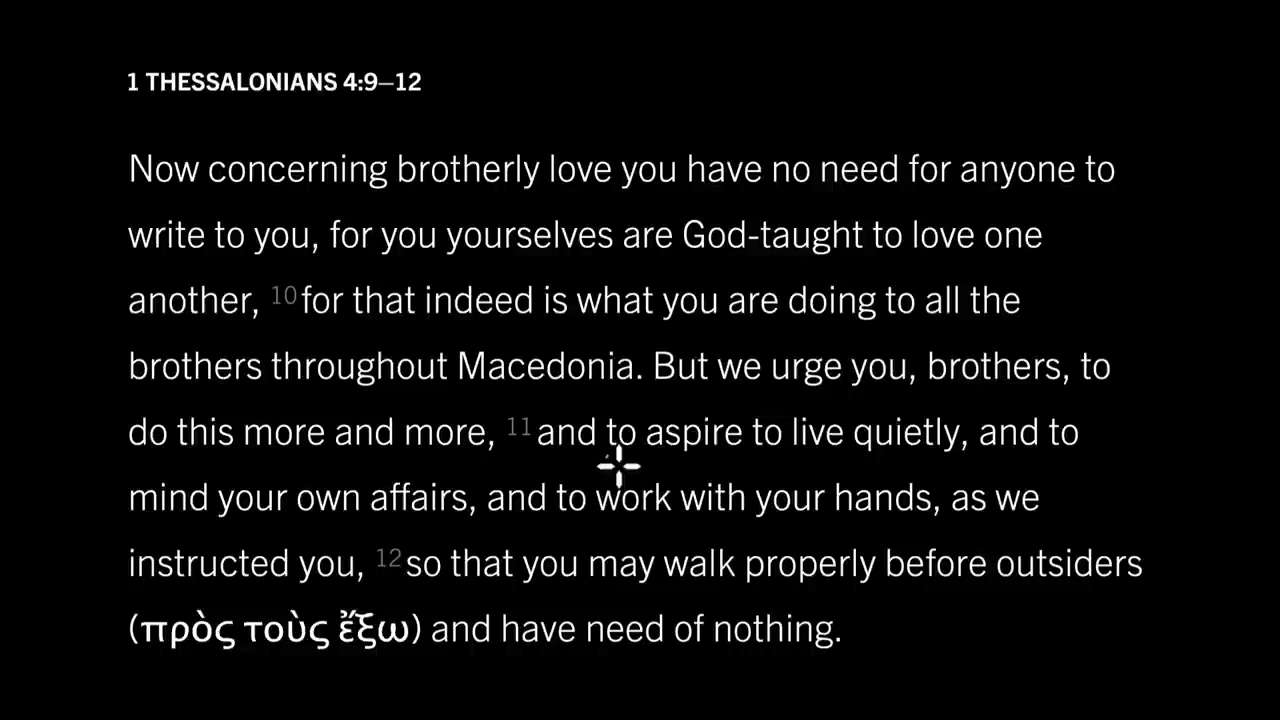 1 THESSALONIANS 4:9–12
Now concerning brotherly love you have no need for anyone to
write to you, for you yourselves are God-taught to love one
another, 10 for that indeed is what you are doing to all the
brothers throughout Macedonia. But we urge you, brothers, to
do this more and more, 11 and to aspire to live quietly, and to
mind your own affairs, and to work with your hands, as we
instructed you, 12 so that you may walk properly before outsiders
(πρὸς τοὺς ἔξω) and have need of nothing.